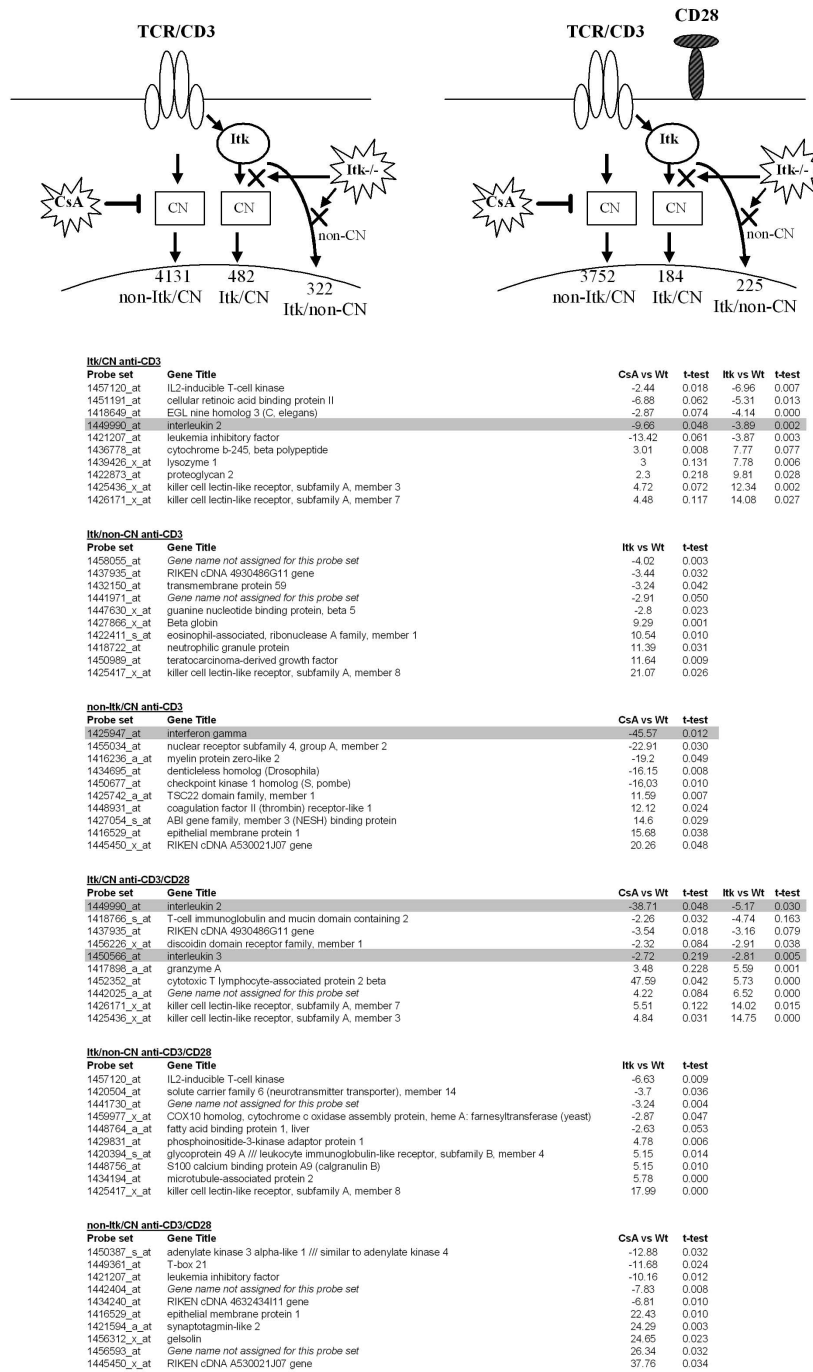 CD28
TCR/CD3
TCR/CD3
Itk
Itk
Itk-/-
Itk-/-
CsA
CN
CN
non-CN
CsA
CN
CN
non-CN
4131
non-Itk/CN
482
Itk/CN
322
Itk/non-CN
3752
non-Itk/CN
184
Itk/CN
225
Itk/non-CN
Itk/CN anti-CD3
Probe set Gene Title CsA vs Wt t-test Itk vs Wt t-test
1457120_at IL2-inducible T-cell kinase -2.44 0.018 -6.96 0.007
1451191_at cellular retinoic acid binding protein II -6.88 0.062 -5.31 0.013
1418649_at EGL nine homolog 3 (C, elegans) -2.87 0.074 -4.14 0.000
1449990_at interleukin 2 -9.66 0.048 -3.89 0.002
1421207_at leukemia inhibitory factor -13.42 0.061 -3.87 0.003
1436778_at cytochrome b-245, beta polypeptide 3.01 0.008 7.77 0.077
1439426_x_at lysozyme 1 3 0.131 7.78 0.006
1422873_at proteoglycan 2 2.3 0.218 9.81 0.028
1425436_x_at killer cell lectin-like receptor, subfamily A, member 3 4.72 0.072 12.34 0.002
1426171_x_at killer cell lectin-like receptor, subfamily A, member 7 4.48 0.117 14.08 0.027
Itk/non-CN anti-CD3
Probe set Gene Title Itk vs Wt t-test
1458055_at Gene name not assigned for this probe set -4.02 0.003
1437935_at RIKEN cDNA 4930486G11 gene -3.44 0.032
1432150_at transmembrane protein 59 -3.24 0.042
1441971_at Gene name not assigned for this probe set -2.91 0.050
1447630_x_at guanine nucleotide binding protein, beta 5 -2.8 0.023
1427866_x_at Beta globin 9.29 0.001
1422411_s_at eosinophil-associated, ribonuclease A family, member 1 10.54 0.010
1418722_at neutrophilic granule protein 11.39 0.031
1450989_at teratocarcinoma-derived growth factor 11.64 0.009
1425417_x_at killer cell lectin-like receptor, subfamily A, member 8 21.07 0.026
non-Itk/CN anti-CD3
Probe set Gene Title CsA vs Wt t-test
1425947_at interferon gamma -45.57 0.012
1455034_at nuclear receptor subfamily 4, group A, member 2 -22.91 0.030
1416236_a_at myelin protein zero-like 2 -19.2 0.049
1434695_at denticleless homolog (Drosophila) -16.15 0.008
1450677_at checkpoint kinase 1 homolog (S, pombe) -16,03 0.010
1425742_a_at TSC22 domain family, member 1 11.59 0.007
1448931_at coagulation factor II (thrombin) receptor-like 1 12.12 0.024
1427054_s_at ABI gene family, member 3 (NESH) binding protein 14.6 0.029
1416529_at epithelial membrane protein 1 15.68 0.038
1445450_x_at RIKEN cDNA A530021J07 gene 20.26 0.048
Itk/CN anti-CD3/CD28
Probe set Gene Title CsA vs Wt t-test Itk vs Wt t-test
1449990_at interleukin 2 -38.71 0.048 -5.17 0.030
1418766_s_at T-cell immunoglobulin and mucin domain containing 2 -2.26 0.032 -4.74 0.163
1437935_at RIKEN cDNA 4930486G11 gene -3.54 0.018 -3.16 0.079
1456226_x_at discoidin domain receptor family, member 1 -2.32 0.084 -2.91 0.038
1450566_at interleukin 3 -2.72 0.219 -2.81 0.005
1417898_a_at granzyme A 3.48 0.228 5.59 0.001
1452352_at cytotoxic T lymphocyte-associated protein 2 beta 47.59 0.042 5.73 0.000
1442025_a_at Gene name not assigned for this probe set 4.22 0.084 6.52 0.000
1426171_x_at killer cell lectin-like receptor, subfamily A, member 7 5.51 0.122 14.02 0.015
1425436_x_at killer cell lectin-like receptor, subfamily A, member 3 4.84 0.031 14.75 0.000
Itk/non-CN anti-CD3/CD28
Probe set Gene Title Itk vs Wt t-test
1457120_at IL2-inducible T-cell kinase -6.63 0.009
1420504_at solute carrier family 6 (neurotransmitter transporter), member 14 -3.7 0.036
1441730_at Gene name not assigned for this probe set -3.24 0.004
1459977_x_at COX10 homolog, cytochrome c oxidase assembly protein, heme A: farnesyltransferase (yeast) -2.87 0.047
1448764_a_at fatty acid binding protein 1, liver -2.63 0.053
1429831_at phosphoinositide-3-kinase adaptor protein 1 4.78 0.006
1420394_s_at glycoprotein 49 A /// leukocyte immunoglobulin-like receptor, subfamily B, member 4 5.15 0.014
1448756_at S100 calcium binding protein A9 (calgranulin B) 5.15 0.010
1434194_at microtubule-associated protein 2 5.78 0.000
1425417_x_at killer cell lectin-like receptor, subfamily A, member 8 17.99 0.000
non-Itk/CN anti-CD3/CD28
Probe set Gene Title CsA vs Wt t-test
1450387_s_at adenylate kinase 3 alpha-like 1 /// similar to adenylate kinase 4 -12.88 0.032
1449361_at T-box 21 -11.68 0.024
1421207_at leukemia inhibitory factor -10.16 0.012
1442404_at Gene name not assigned for this probe set -7.83 0.008
1434240_at RIKEN cDNA 4632434I11 gene -6.81 0.010
1416529_at epithelial membrane protein 1 22.43 0.010
1421594_a_at synaptotagmin-like 2 24.29 0.003
1456312_x_at gelsolin 24.65 0.023
1456593_at Gene name not assigned for this probe set 26.34 0.032
1445450_x_at RIKEN cDNA A530021J07 gene 37.76 0.034